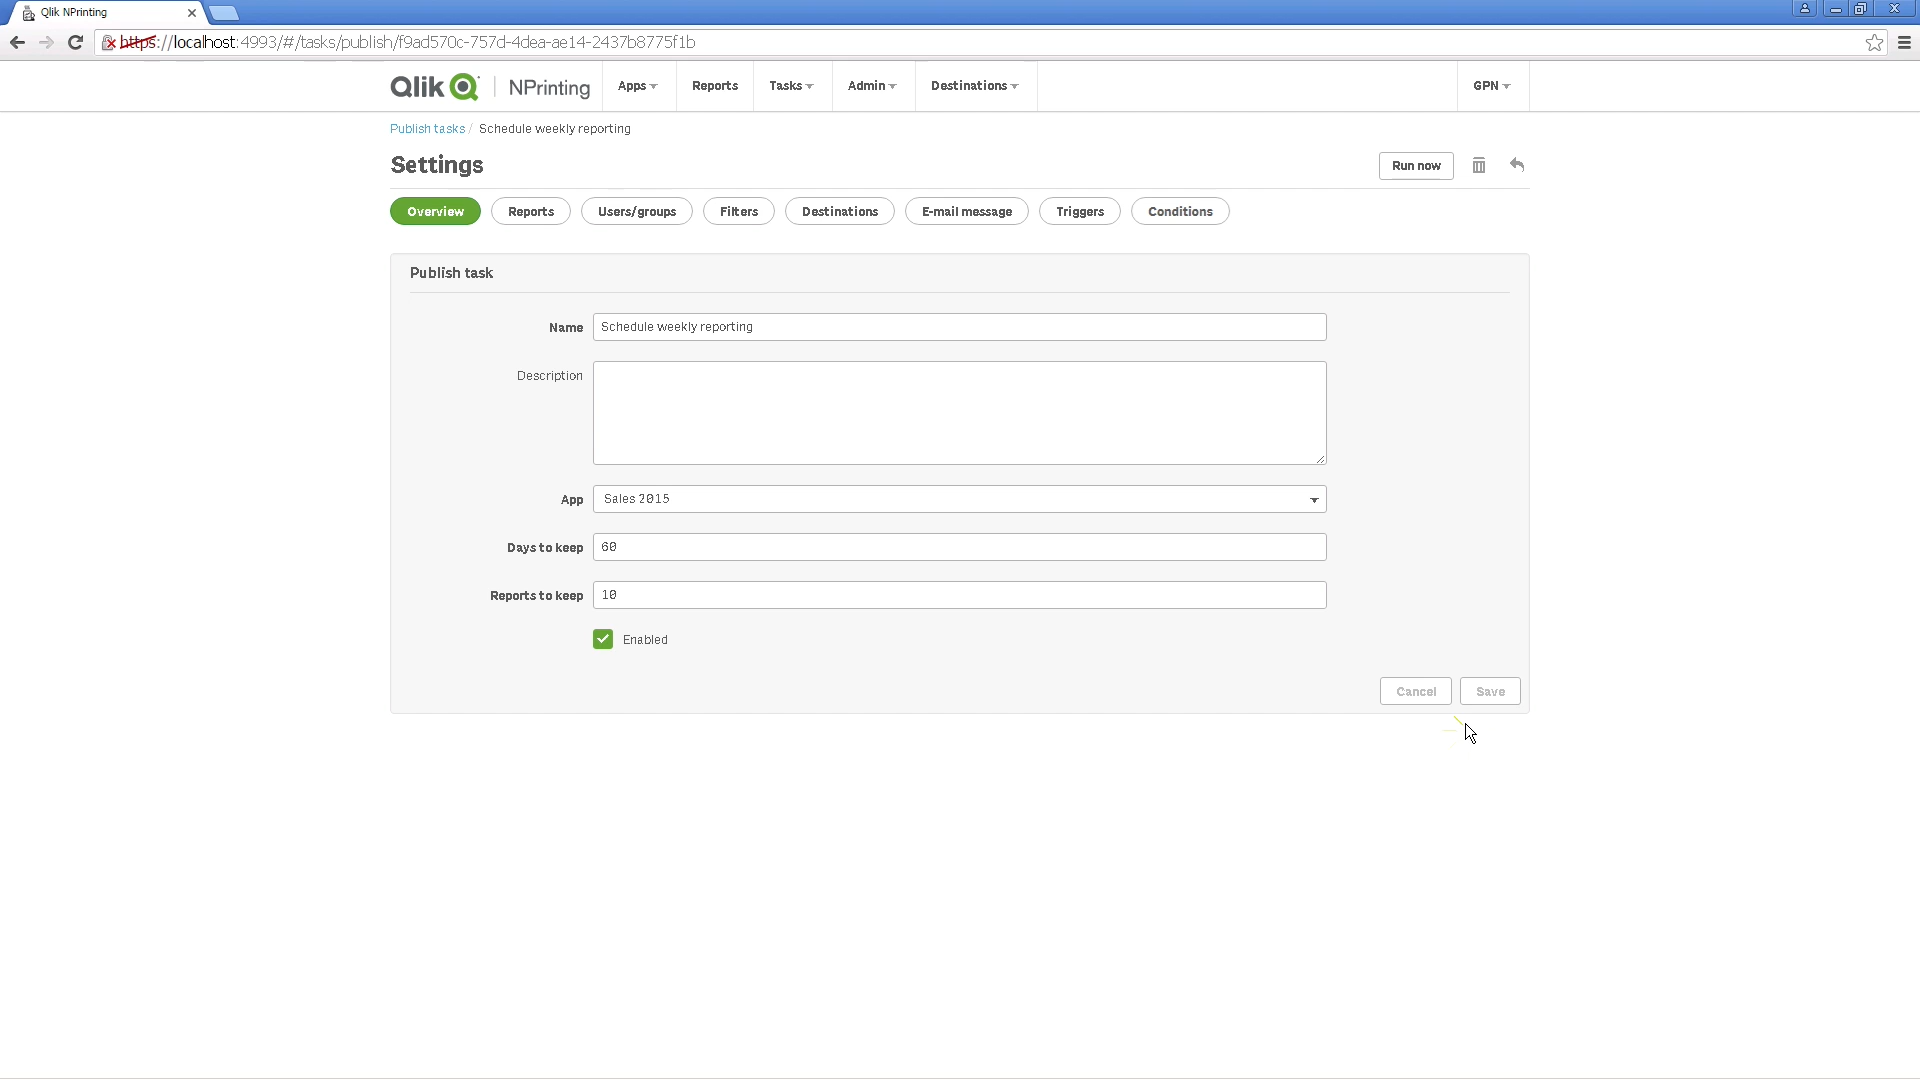 Qlik NPrinting
https://localhost:4993/#/tasks/publish/f9ad570c-757d-4dea-ae14-2437b8775f1b
Qlik NPrinting Apps Reports Tasks Admin Destinations GPN
Publish tasks / Schedule weekly reporting
Settings Run now
Overview Reports Users/groups Filters Destinations E-mail message Triggers Conditions
Publish task
Name Schedule weekly reporting
Description
App Sales 2015
Days to keep 60
Reports to keep 10
Enabled
Cancel Save